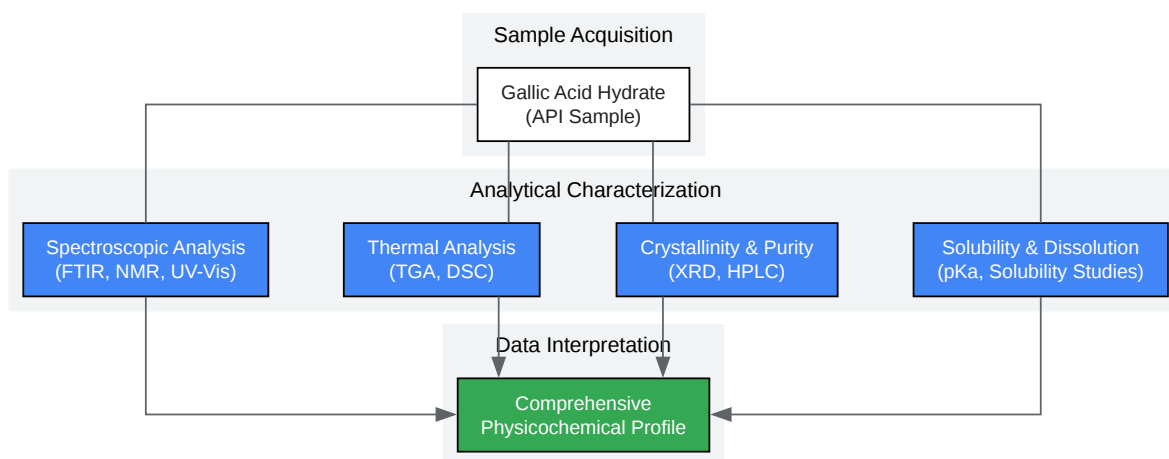 Sample Acquisition
Gallic Acid Hydrate
(API Sample)
Analytical Characterization
Spectroscopic Analysis
(FTIR, NMR, UV-Vis)
Thermal Analysis
(TGA, DSC)
Crystallinity & Purity
(XRD, HPLC)
Solubility & Dissolution
(pKa, Solubility Studies)
Data Interpretation
Comprehensive
Physicochemical Profile